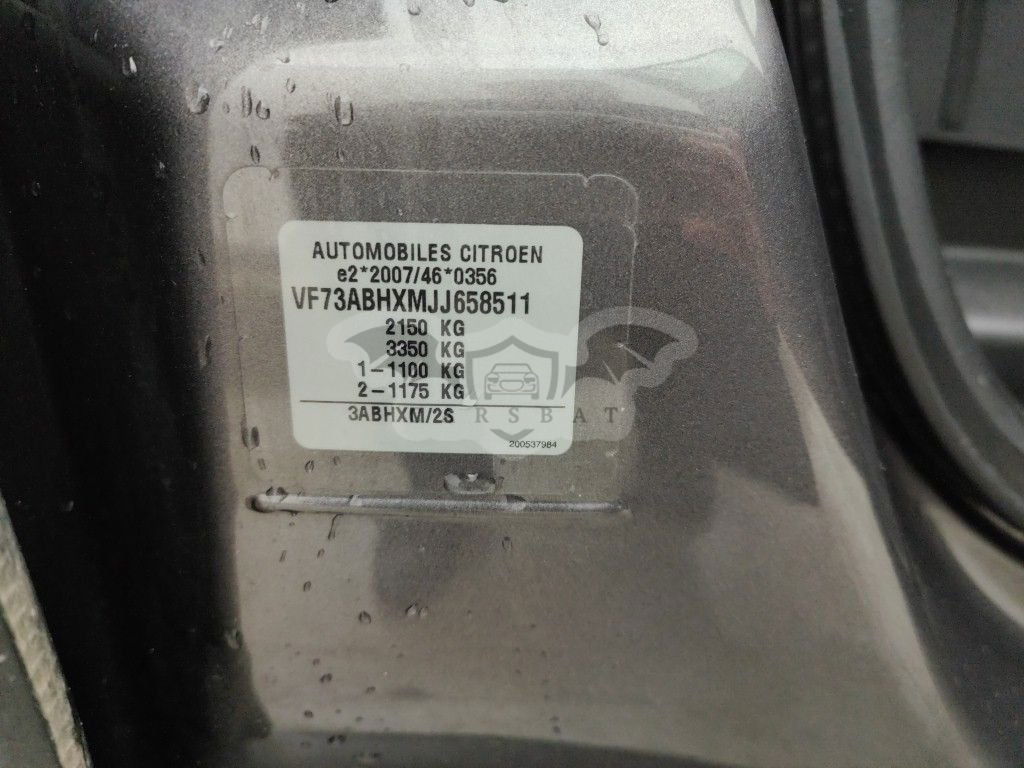 AUTOMOBILES CITROEN
e2*2007/46*0356
VF73ABHXMJJ658511
2150 KG
3350 KG
1-1100 KG
2-1175 KG
3ABHXM/2S
RSBAT
200537984